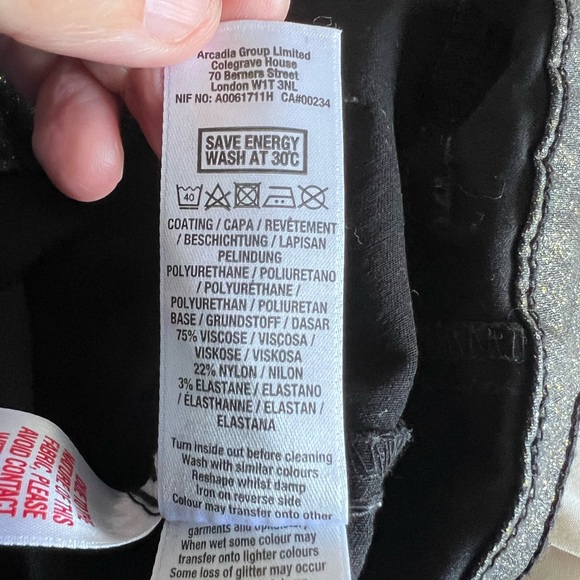 Arcadia Group Limited
Colegrave House
70 Berners Street
London W1T 3NL
NIF NO: A0061711H CA#00234
SAVE ENERGY
WASH AT 30°C
40
COATING / CAPA / REVÊTEMENT
/ BESCHICHTUNG / LAPISAN
PELINDUNG
POLYURETHANE / POLIURETANO
/ POLYURÉTHANE /
POLYURETHAN / POLIURETAN
BASE / GRUNDSTOFF / DASAR
75% VISCOSE / VISCOSA /
VISKOSE / VISKOSA
22% NYLON / NILON
3% ELASTANE / ELASTANO
/ ÉLASTHANNE / ELASTAN /
ELASTANA
Turn inside out before cleaning
Wash with similar colours
Reshape whilst damp
Iron on reverse side
Colour may transfer onto other
garments and upholstery
When wet some colour may
transfer onto lighter colours
Some loss of glitter may occur
NATURE OF THIS
FABRIC, PLEASE
AVOID CONTACT